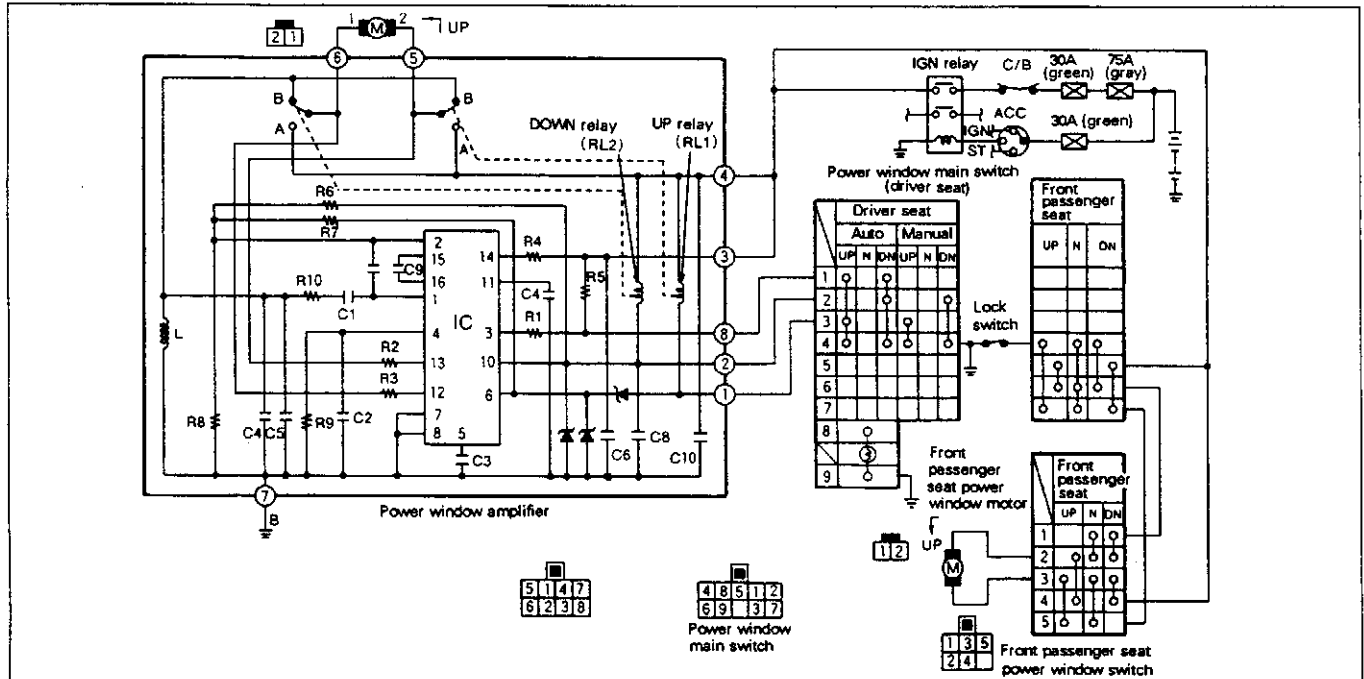 1 M 2 UP
2 1
6 5
B B
A A
DOWN relay
(RL2)
UP relay
(RL1)
4
3
8
2
1
7
B
R6
R7
R10
C1
C9
L
R8
C4 C5
R9
C2
R2
R3
2
15
16
1
4
13
12
7
8
5
IC
14
11
3
10
6
C3
R4
R5
C4
R1
C6
C8
C10
Power window amplifier
IGN relay
C/B
30A
(green)
75A
(gray)
ACC
IGN
ST
30A (green)
Power window main switch
(driver seat)
Driver seat
Auto Manual
UP N DN UP N DN
1
2
3
4
5
6
7
8
9
Lock
switch
Front
passenger
seat
UP N DN
Front
passenger
seat power
window motor
1 2
UP
M
Front
passenger
seat
UP N DN
1
2
3
4
5
1 3 5
2 4
Front passenger seat
power window switch
5 1 4 7
6 2 3 8
4 8 5 1 2
6 9 3 7
Power window
main switch